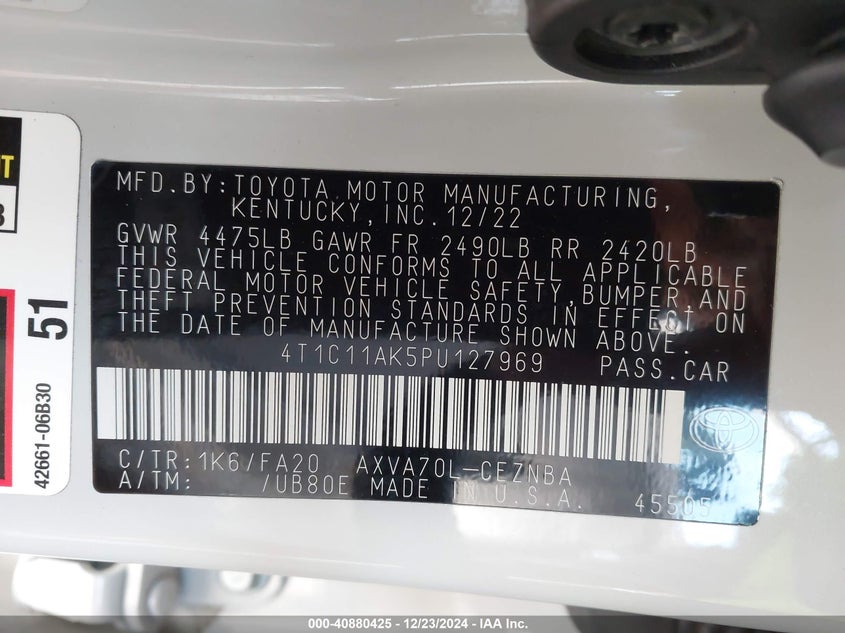 MFD.BY:TOYOTA MOTOR MANUFACTURING,
KENTUCKY,INC. 12/22
GVWR 4475LB GAWR FR 2490LB RR 2420LB
THIS VEHICLE CONFORMS TO ALL APPLICABLE
FEDERAL MOTOR VEHICLE SAFETY,BUMPER,AND
THEFT PREVENTION STANDARDS IN EFFECT ON
THE DATE OF MANUFACTURE SHOWN ABOVE.
4T1C11AK5PU127969 PASS.CAR
C/TR:1K6/FA20 AXVA70L-CEZNBA
A/TM: /UB80E MADE IN U.S.A. 45505
51
42661-06B30
000-40880425 - 12/23/2024 - IAA Inc.